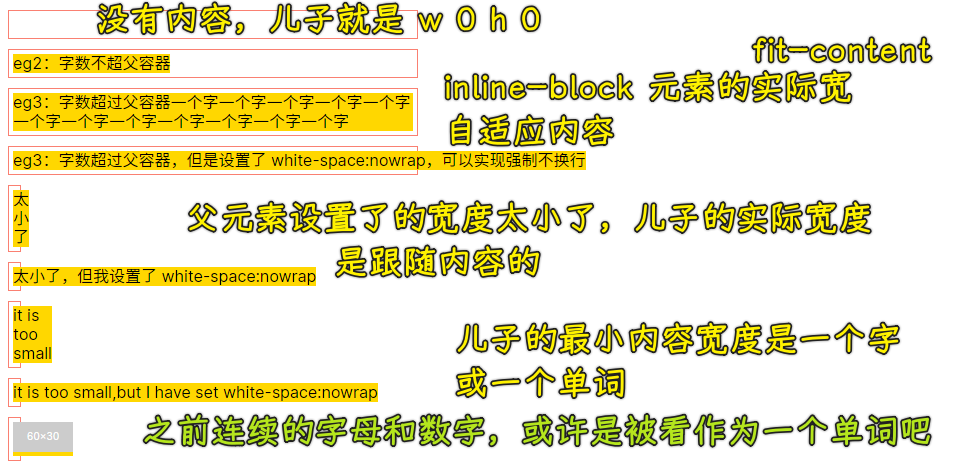 没有内容，儿子就是 w 0 h 0
fit-content
eg2：字数不超父容器
inline-block 元素的实际宽
eg3：字数超过父容器一个字一个字一个字一个字一个字
一个字一个字一个字一个字一个字一个字一个字
自适应内容
eg3：字数超过父容器，但是设置了 white-space:nowrap，可以实现强制不换行
太
小
了
父元素设置了的宽度太小了，儿子的实际宽度
是跟随内容的
太小了，但我设置了 white-space:nowrap
it is
too
small
儿子的最小内容宽度是一个字
或一个单词
it is too small,but I have set white-space:nowrap
之前连续的字母和数字，或许是被看作为一个单词吧
60×30